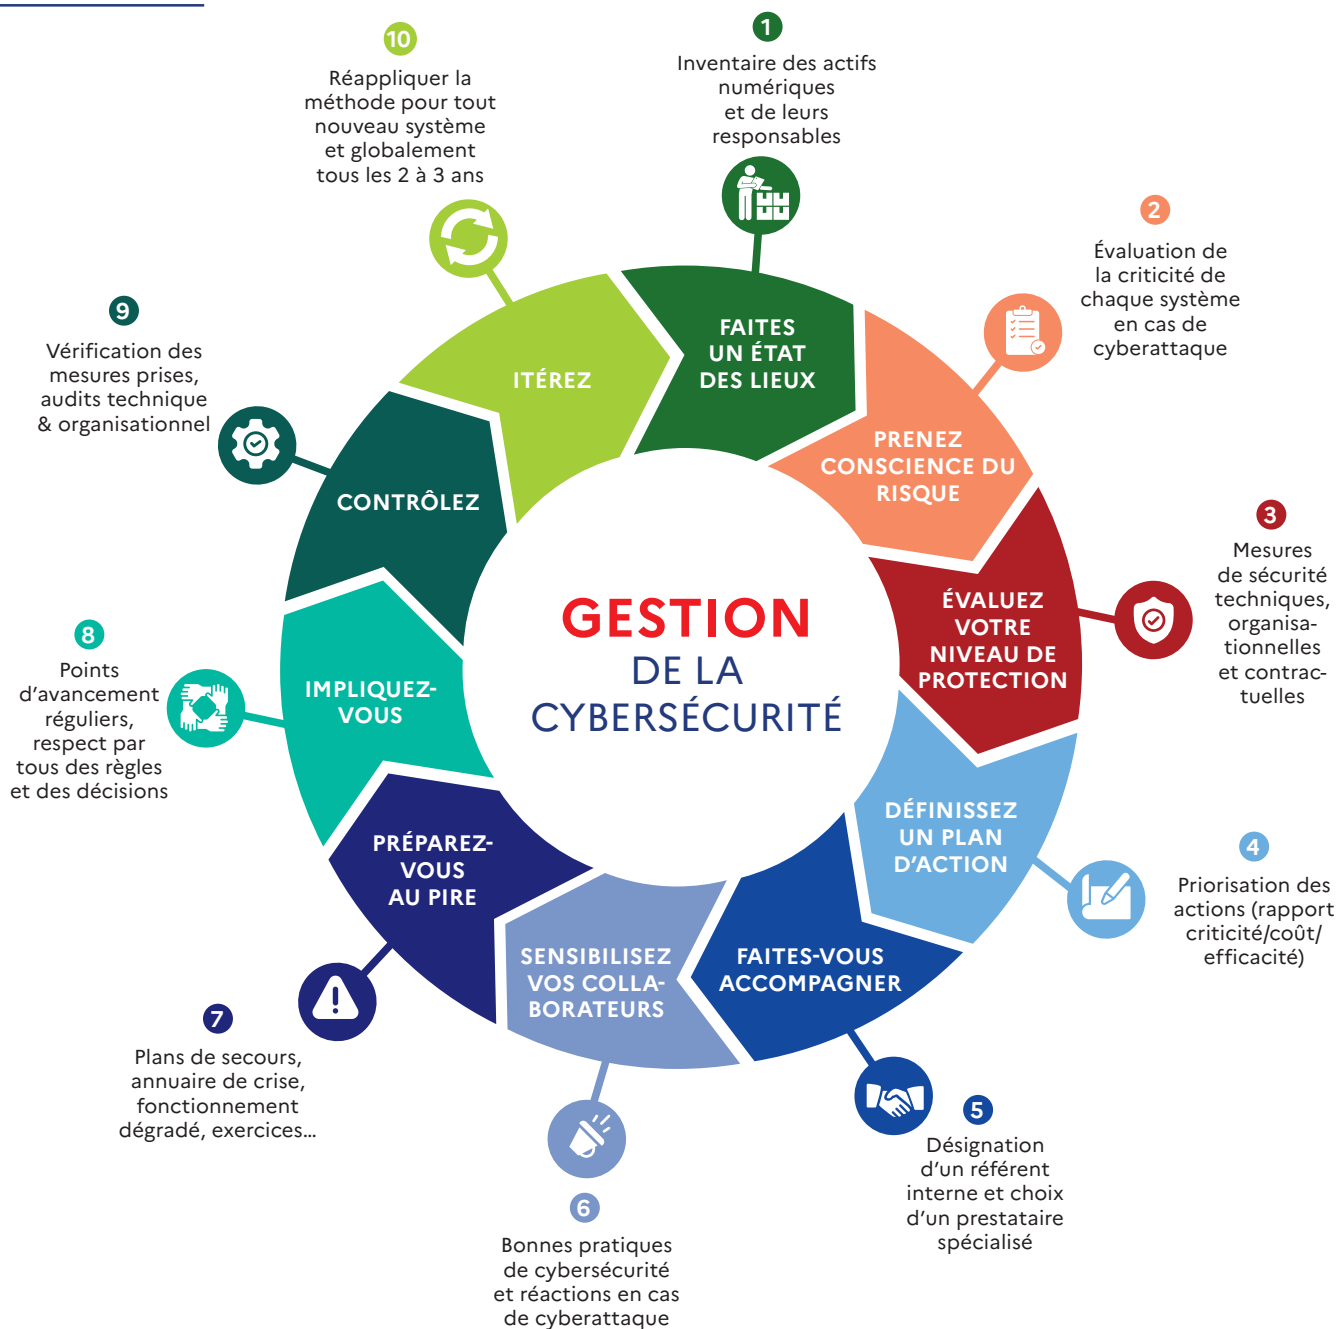 GESTION
DE LA
CYBERSÉCURITÉ
1
Inventaire des actifs
numériques
et de leurs
responsables
FAITES
UN ÉTAT
DES LIEUX
2
Évaluation de
la criticité de
chaque système
en cas de
cyberattaque
PRENEZ
CONSCIENCE DU
RISQUE
3
Mesures
de sécurité
techniques,
organisa-
tionnelles
et contrac-
tuelles
ÉVALUEZ
VOTRE
NIVEAU DE
PROTECTION
4
Priorisation des
actions (rapport
criticité/coût/
efficacité)
DÉFINISSEZ
UN PLAN
D’ACTION
5
Désignation
d’un référent
interne et choix
d’un prestataire
spécialisé
FAITES-VOUS
ACCOMPAGNER
6
Bonnes pratiques
de cybersécurité
et réactions en cas
de cyberattaque
SENSIBILISEZ
VOS COLLA-
BORATEURS
7
Plans de secours,
annuaire de crise,
fonctionnement
dégradé, exercices…
PRÉPAREZ-
VOUS
AU PIRE
8
Points
d’avancement
réguliers,
respect par
tous des règles
et des décisions
IMPLIQUEZ-
VOUS
9
Vérification des
mesures prises,
audits technique
& organisationnel
CONTRÔLEZ
10
Réappliquer la
méthode pour tout
nouveau système
et globalement
tous les 2 à 3 ans
ITÉREZ